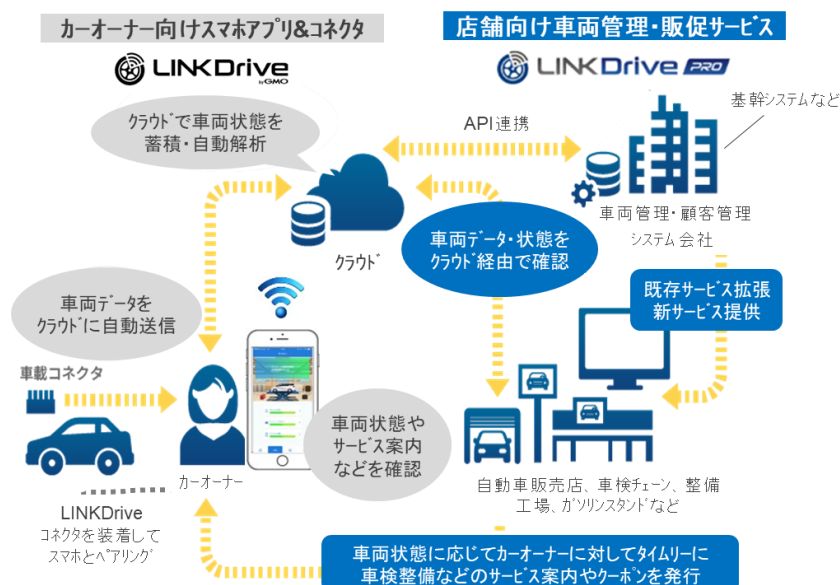 カーオーナー向けスマホアプリ&コネクタ
店舗向け車両管理・販促サービス
LINKDrive
by GMO
LINKDrive PRO
基幹システムなど
クラウドで車両状態を
蓄積・自動解析
API連携
車両管理・顧客管理
システム会社
クラウド
車両データ・状態を
クラウド経由で確認
車両データを
クラウドに自動送信
既存サービス拡張
新サービス提供
車載コネクタ
車両状態や
サービス案内
などを確認
カーオーナー
自動車販売店、車検チェーン、整備
工場、ガソリンスタンドなど
LINKDrive
コネクタを装着して
スマホとペアリング
車両状態に応じてカーオーナーに対してタイムリーに
車検整備などのサービス案内やクーポンを発行